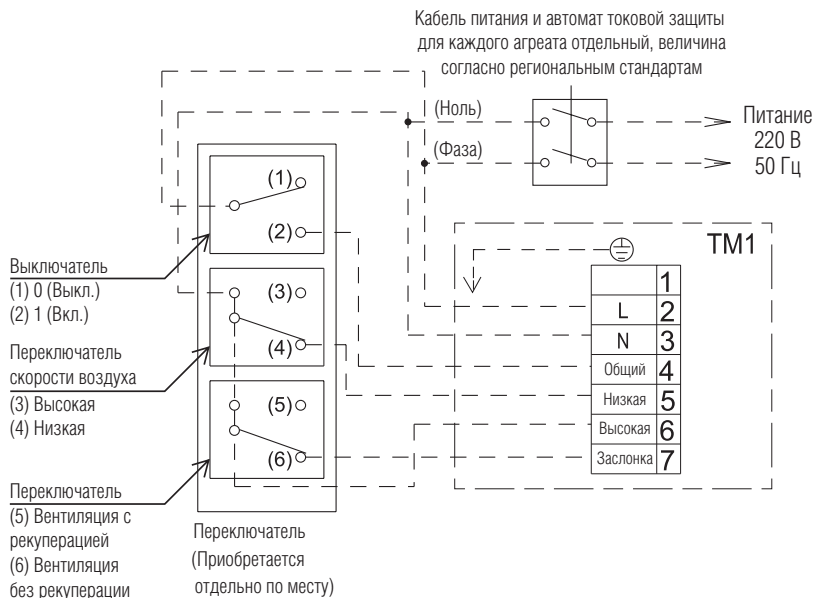 Кабель питания и автомат токовой защиты
для каждого агреата отдельный, величина
согласно региональным стандартам
(Ноль)
(Фаза)
Питание
220 В
50 Гц
(1)
(2)
(3)
(4)
(5)
(6)
Выключатель
(1) 0 (Выкл.)
(2) 1 (Вкл.)
Переключатель
скорости воздуха
(3) Высокая
(4) Низкая
Переключатель
(5) Вентиляция с
рекуперацией
(6) Вентиляция
без рекуперации
Переключатель
(Приобретается
отдельно по месту)
TM1
1
L 2
N 3
Общий 4
Низкая 5
Высокая 6
Заслонка 7